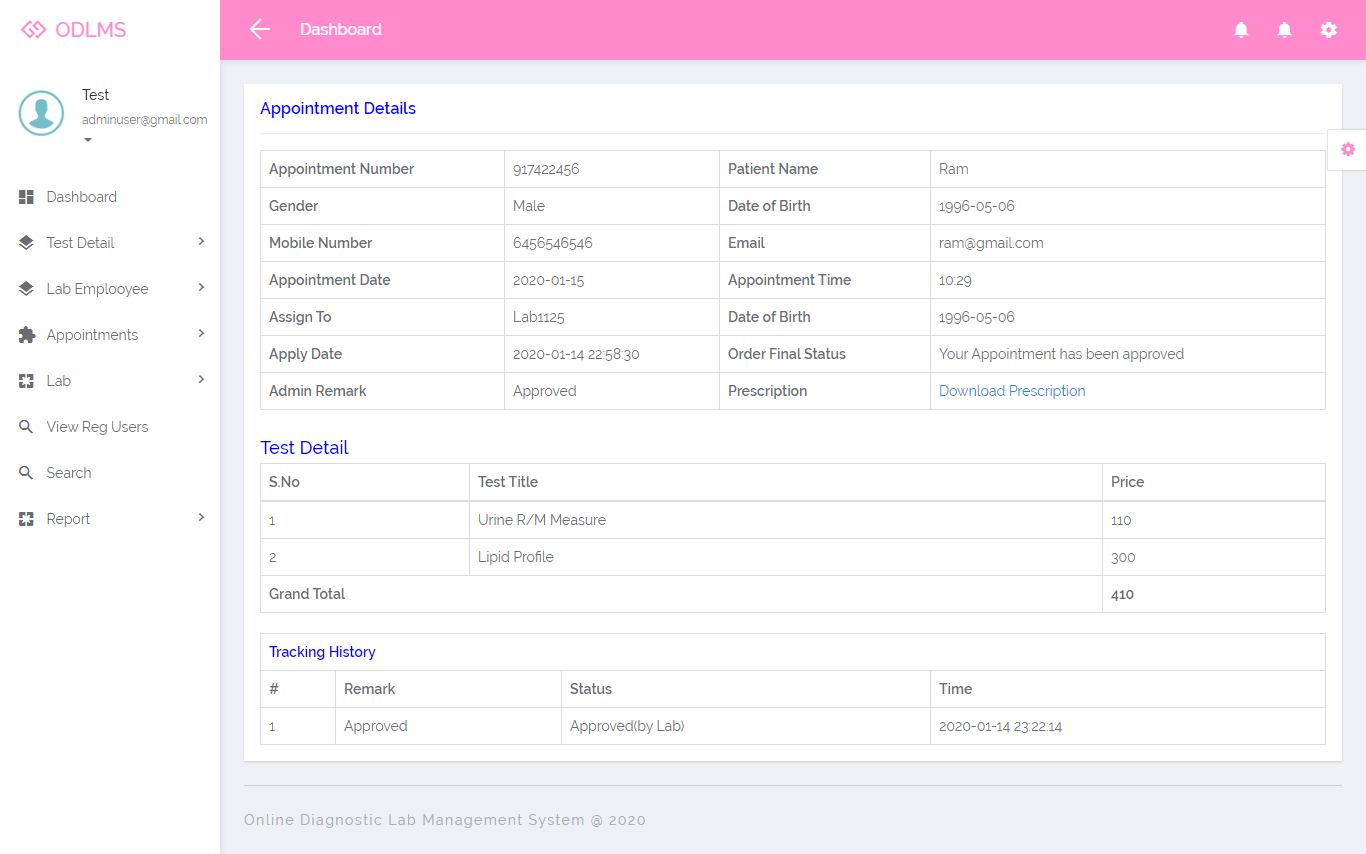 ODLMS
Dashboard
Test
adminuser@gmail.com
Dashboard
Test Detail
Lab Emplooyee
Appointments
Lab
View Reg Users
Search
Report
Appointment Details
Appointment Number 917422456 Patient Name Ram
Gender Male Date of Birth 1996-05-06
Mobile Number 6456546546 Email ram@gmail.com
Appointment Date 2020-01-15 Appointment Time 10:29
Assign To Lab1125 Date of Birth 1996-05-06
Apply Date 2020-01-14 22:58:30 Order Final Status Your Appointment has been approved
Admin Remark Approved Prescription Download Prescription
Test Detail
S.No Test Title Price
1 Urine R/M Measure 110
2 Lipid Profile 300
Grand Total 410
Tracking History
# Remark Status Time
1 Approved Approved(by Lab) 2020-01-14 23:22:14
Online Diagnostic Lab Management System @ 2020